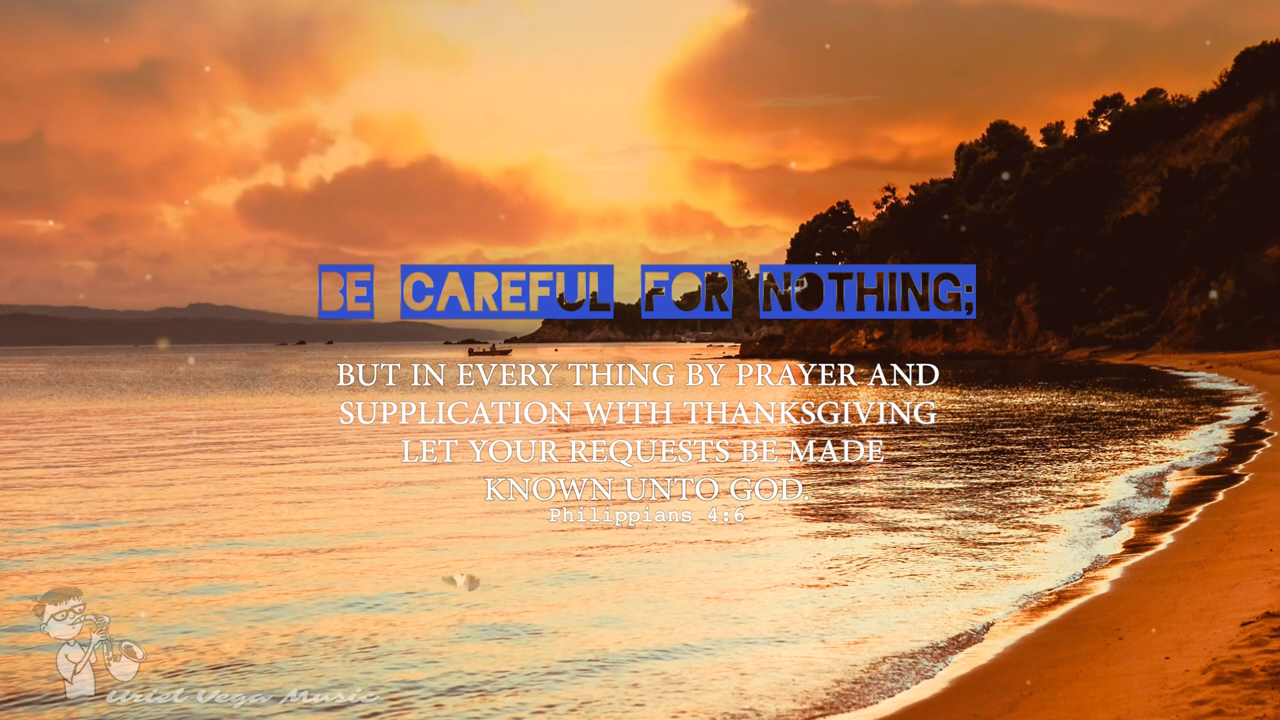 BE CAREFUL FOR NOTHING;
BUT IN EVERY THING BY PRAYER AND
SUPPLICATION WITH THANKSGIVING
LET YOUR REQUESTS BE MADE
KNOWN UNTO GOD.
Philippians 4:6
Uriel Vega Music